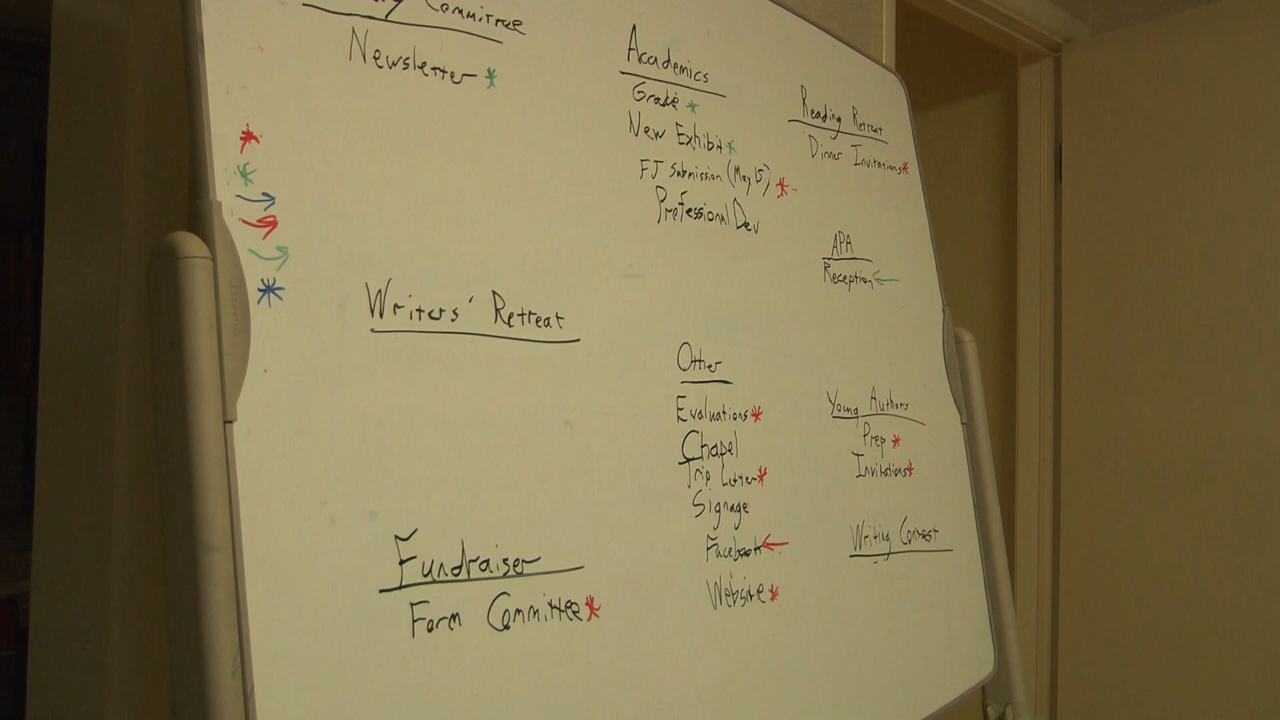 Committee
Newsletter *
Academics
Grade *
New Exhibit *
FJ Submission (May 15) *
Professional Dev
Reading Retreat
Dinner Invitations *
APA
Reception ←
*
*
→
→
→
*
Writers' Retreat
Other
Evaluations *
Chapel
Trip Letter *
Signage
Facebook ←
Website *
Young Authors
Prep *
Invitations *
Writing Contest
Fundraiser
Form Committee *